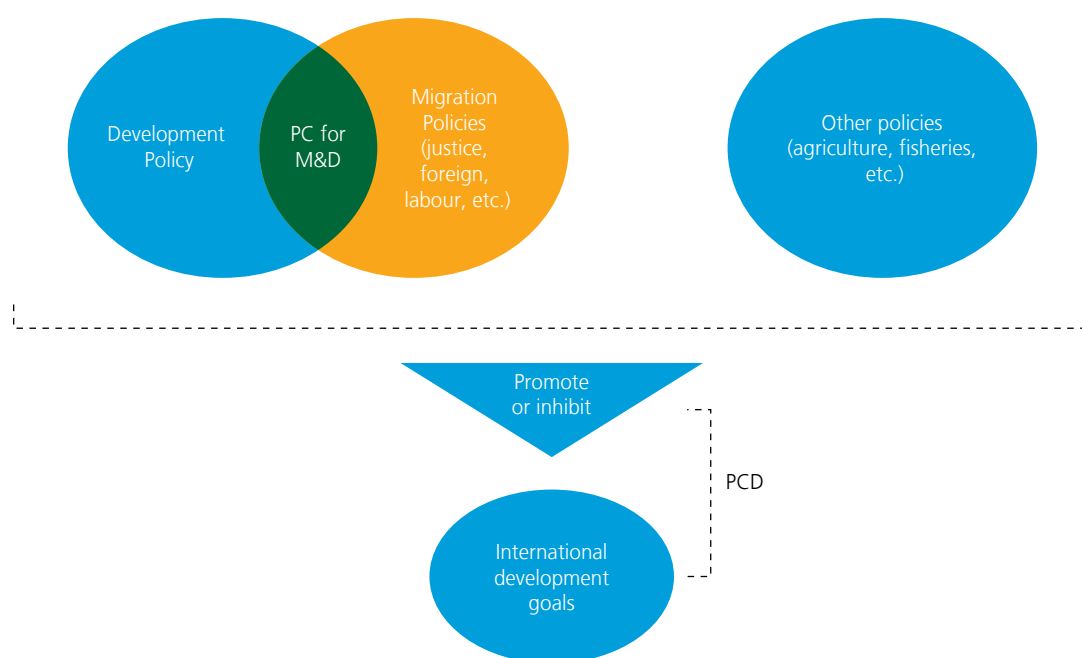 Development
Policy
PC for
M&D
Migration
Policies
(justice,
foreign,
labour, etc.)
Other policies
(agriculture, fisheries,
etc.)
Promote
or inhibit
PCD
International
development
goals